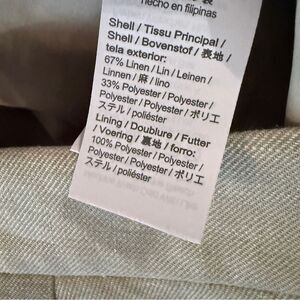 hecho en filipinas
Shell / Tissu Principal /
Shell / Bovenstof / 表地 /
tela exterior:
67% Linen / Lin / Leinen /
Linnen / 麻 / lino
33% Polyester / Polyester /
Polyester / Polyester / ポリエ
ステル / poliéster
Lining / Doublure / Futter
/ Voering / 裏地 / forro:
100% Polyester / Polyester /
Polyester / Polyester / ポリエ
ステル / poliéster